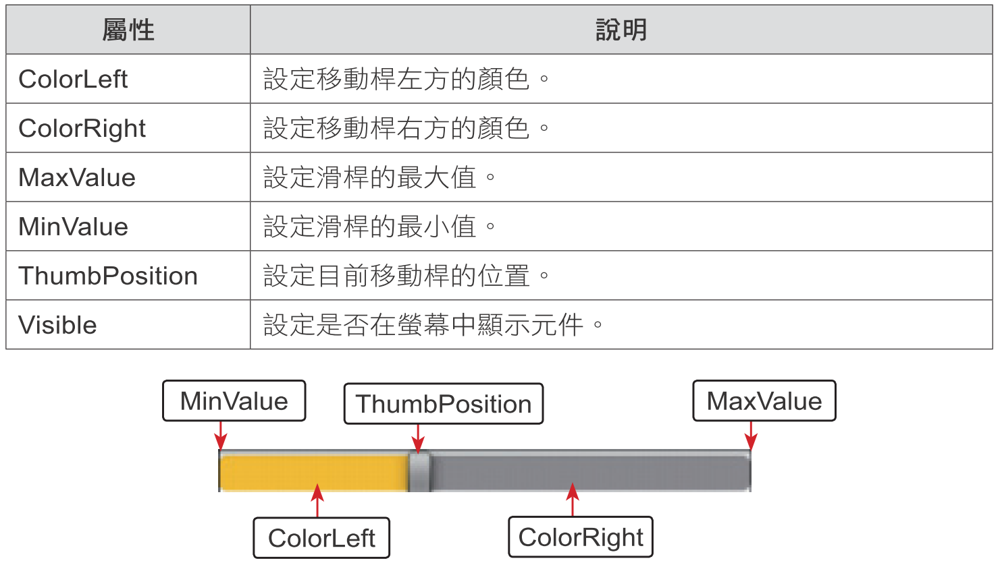 屬性 說明
ColorLeft 設定移動桿左方的顏色。
ColorRight 設定移動桿右方的顏色。
MaxValue 設定滑桿的最大值。
MinValue 設定滑桿的最小值。
ThumbPosition 設定目前移動桿的位置。
Visible 設定是否在螢幕中顯示元件。
MinValue ThumbPosition MaxValue
ColorLeft ColorRight